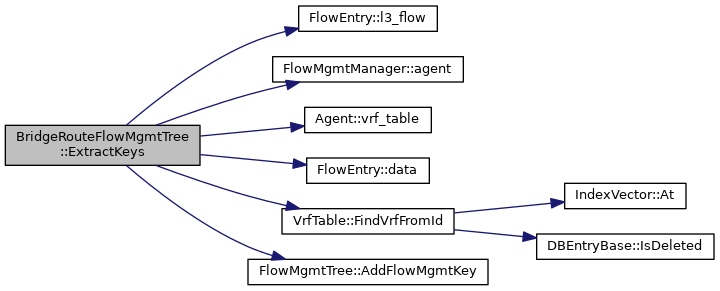 BridgeRouteFlowMgmtTree
::ExtractKeys
FlowEntry::l3_flow
FlowMgmtManager::agent
Agent::vrf_table
FlowEntry::data
VrfTable::FindVrfFromId
FlowMgmtTree::AddFlowMgmtKey
IndexVector::At
DBEntryBase::IsDeleted